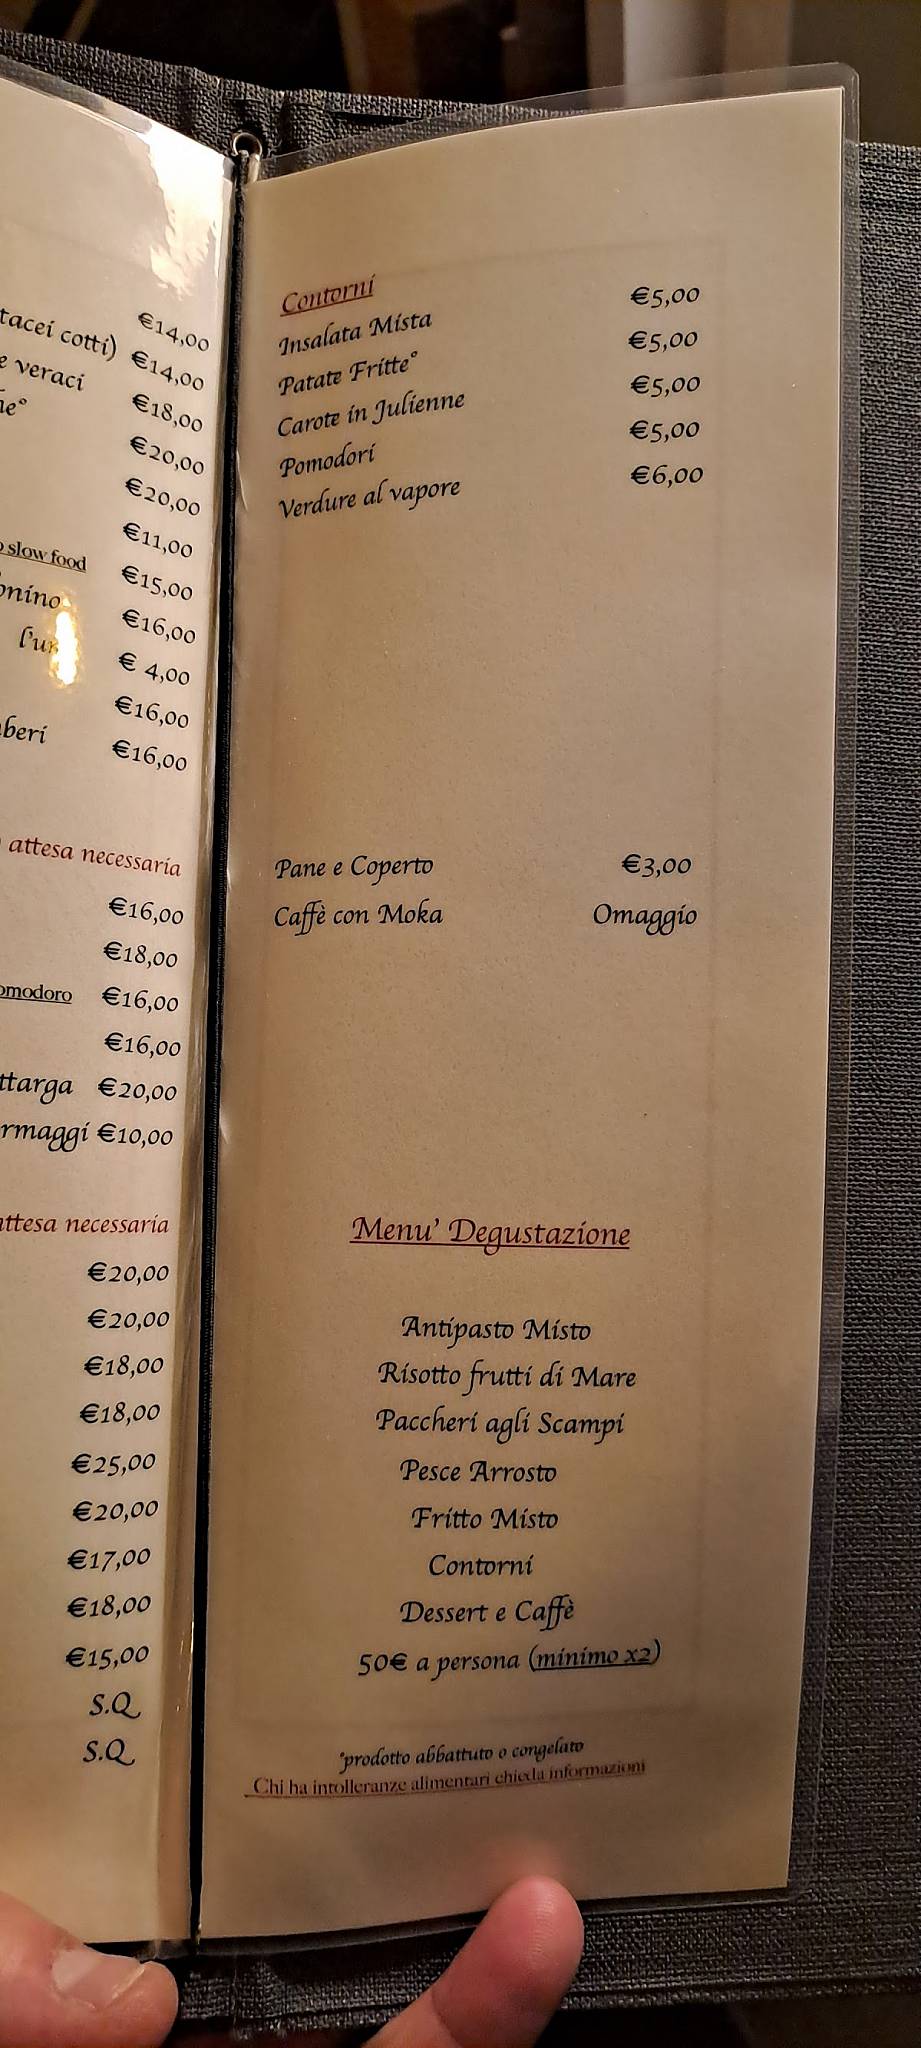 €14,00
tacei cotti) €14,00
e veraci €18,00
€20,00
€20,00
€11,00
slow food €15,00
onino €16,00
€ 4,00
€16,00
beri €16,00
attesa necessaria
€16,00
€18,00
omodoro €16,00
€16,00
ttarga €20,00
rmaggi €10,00
attesa necessaria
€20,00
€20,00
€18,00
€18,00
€25,00
€20,00
€17,00
€18,00
€15,00
S.Q
S.Q
Contorni
Insalata Mista €5,00
Patate Fritte° €5,00
Carote in Julienne €5,00
Pomodori €5,00
Verdure al vapore €6,00
Pane e Coperto €3,00
Caffè con Moka Omaggio
Menu' Degustazione
Antipasto Misto
Risotto frutti di Mare
Paccheri agli Scampi
Pesce Arrosto
Fritto Misto
Contorni
Dessert e Caffè
50€ a persona (minimo x2)
°prodotto abbattuto o congelato
Chi ha intolleranze alimentari chieda informazioni